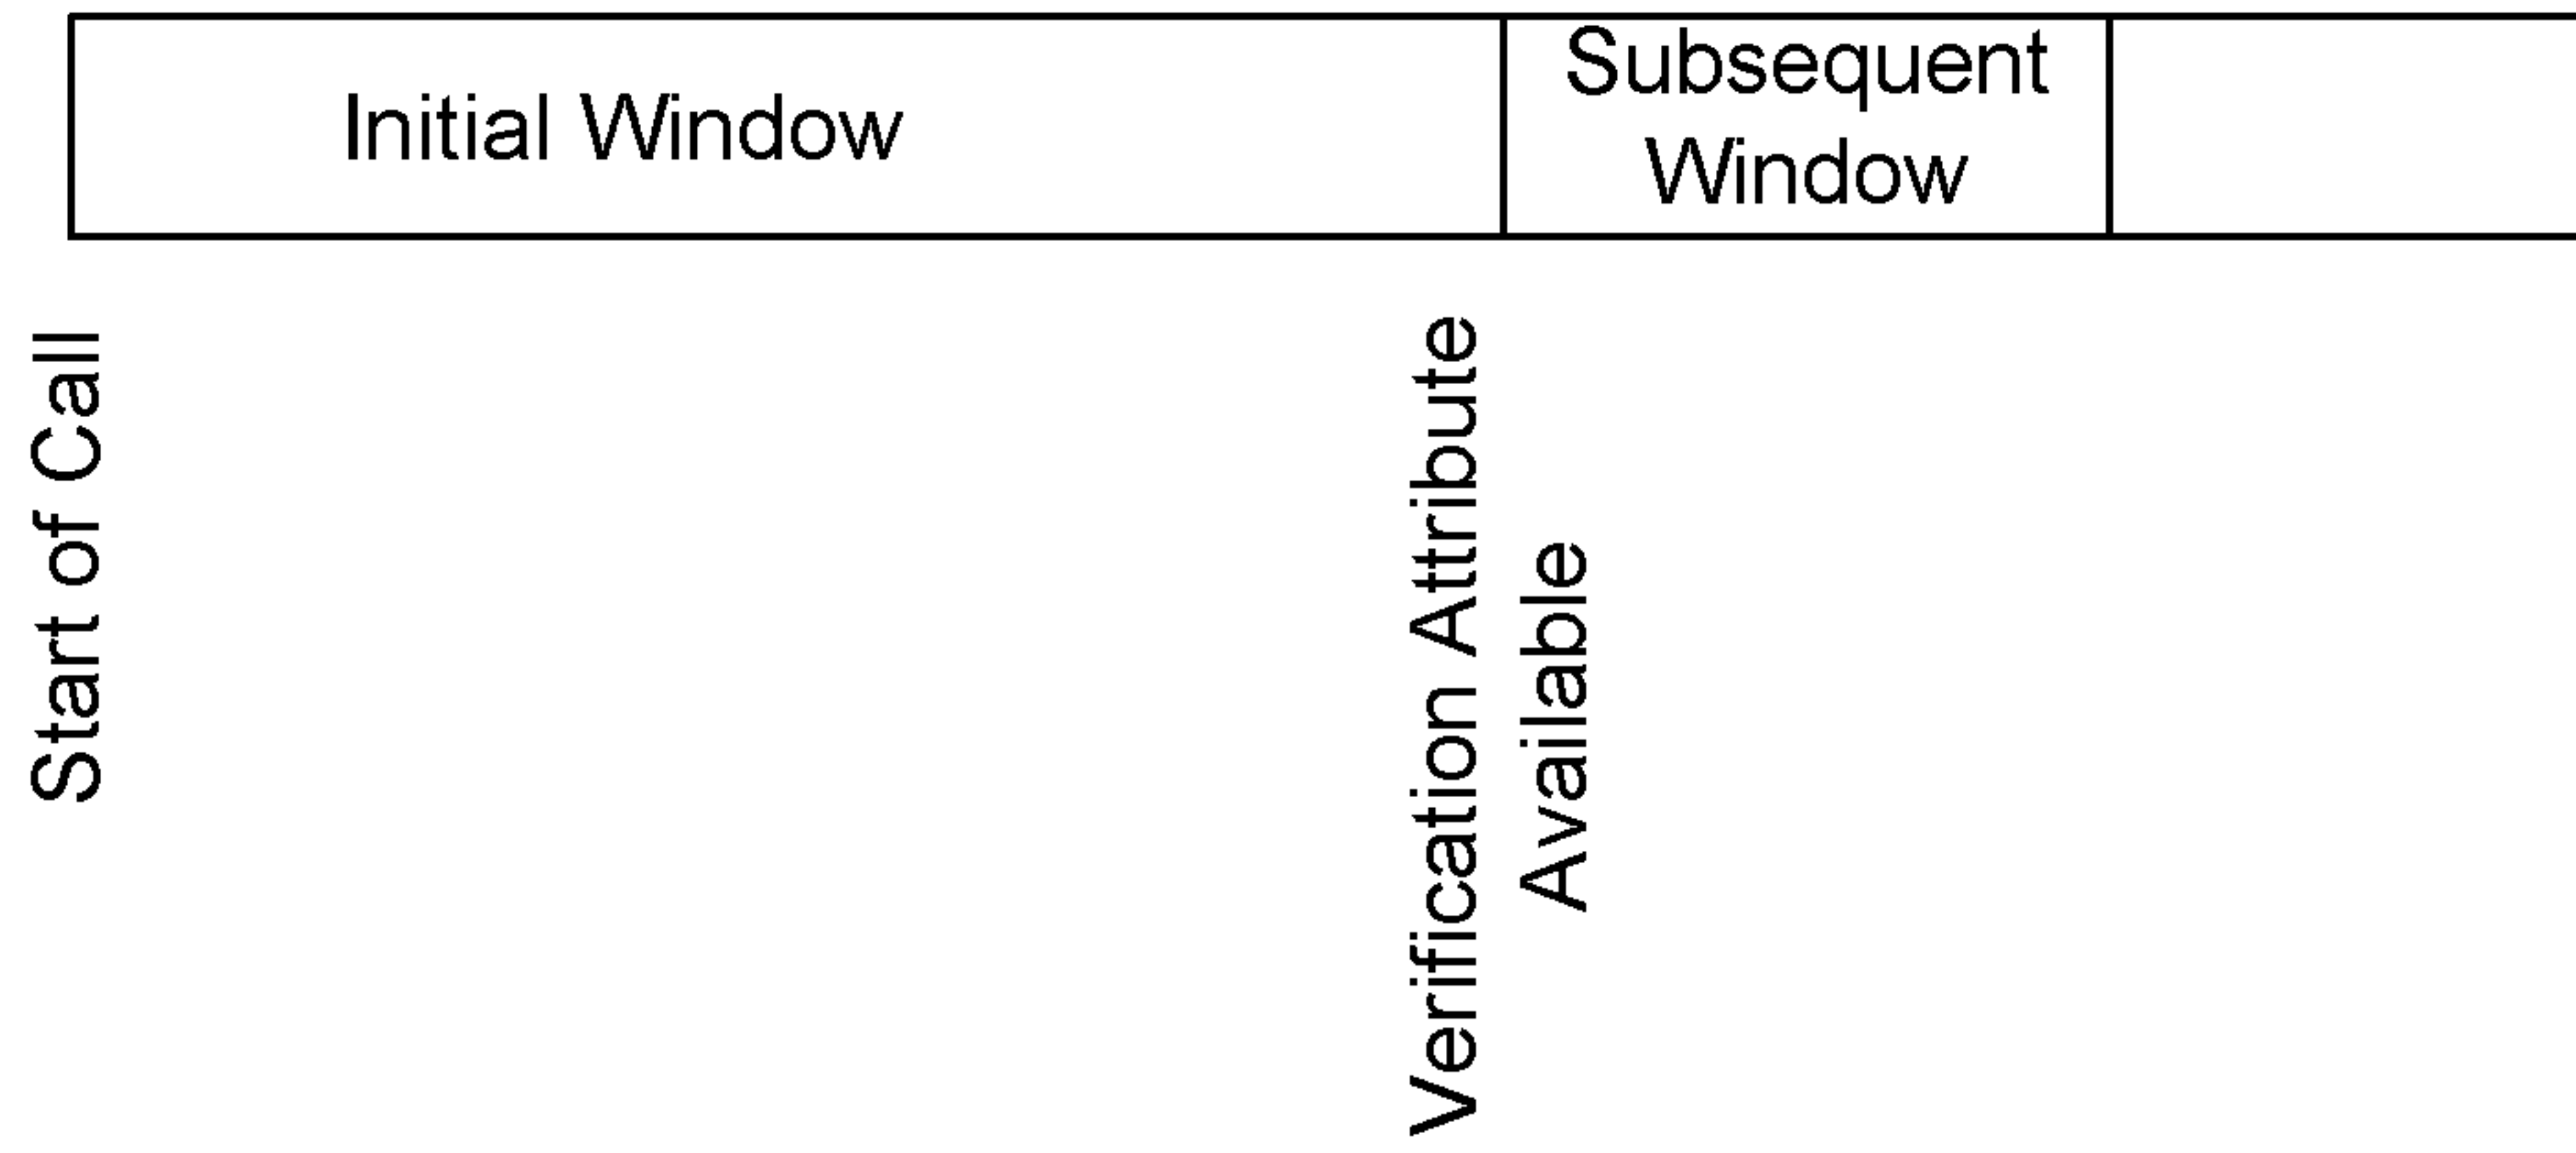 Initial Window
Subsequent
Window
Start of Call
Verification Attribute
Available